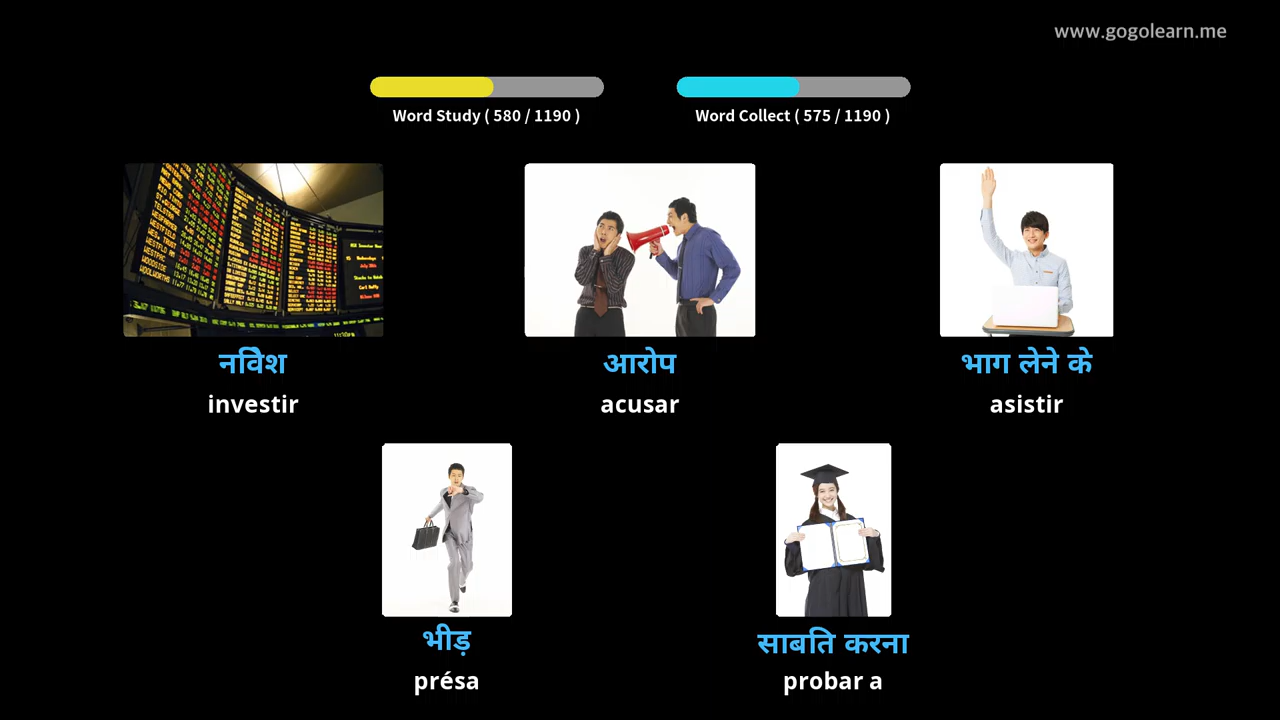 www.gogolearn.me
Word Study ( 580 / 1190 )
Word Collect ( 575 / 1190 )
निवेश
investir
आरोप
acusar
भाग लेने के
asistir
भीड़
présa
साबित करना
probar a